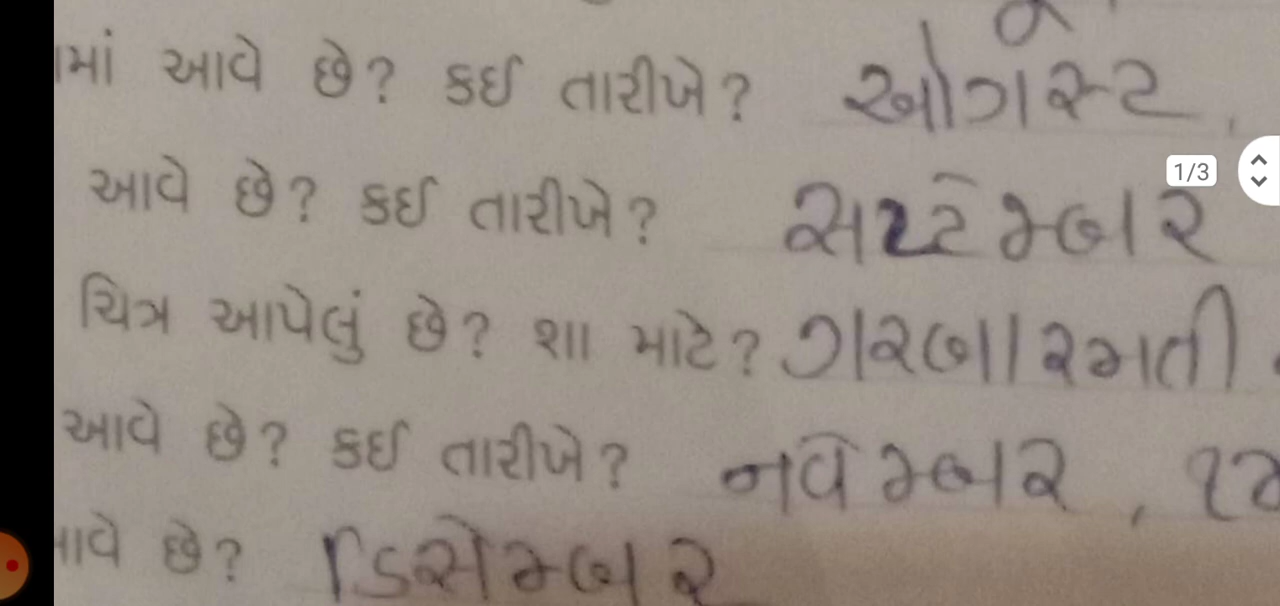 માં આવે છે? કઈ તારીખે? ઓગસ્ટ,
આવે છે? કઈ તારીખે? સપ્ટેમ્બર
1/3
ચિત્ર આપેલું છે? શા માટે? ગરબા રમતી
આવે છે? કઈ તારીખે? નવેમ્બર,
આવે છે? ડિસેમ્બર